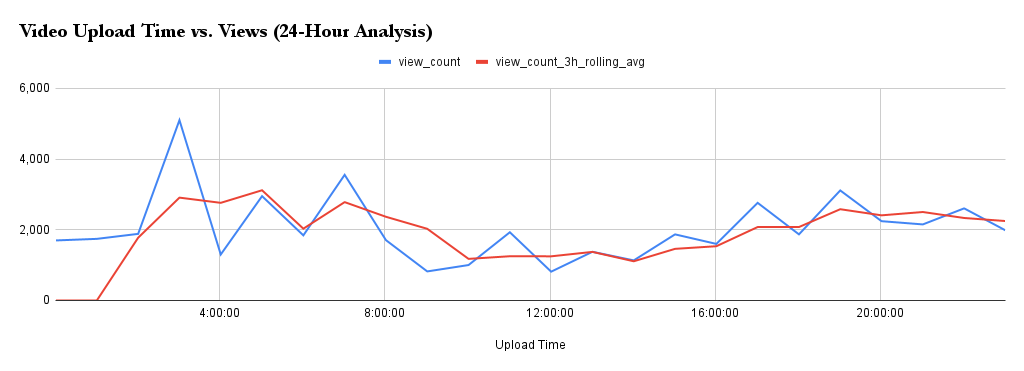 Video Upload Time vs. Views (24-Hour Analysis)
view_count view_count_3h_rolling_avg
6,000
4,000
2,000
0
4:00:00 8:00:00 12:00:00 16:00:00 20:00:00
Upload Time